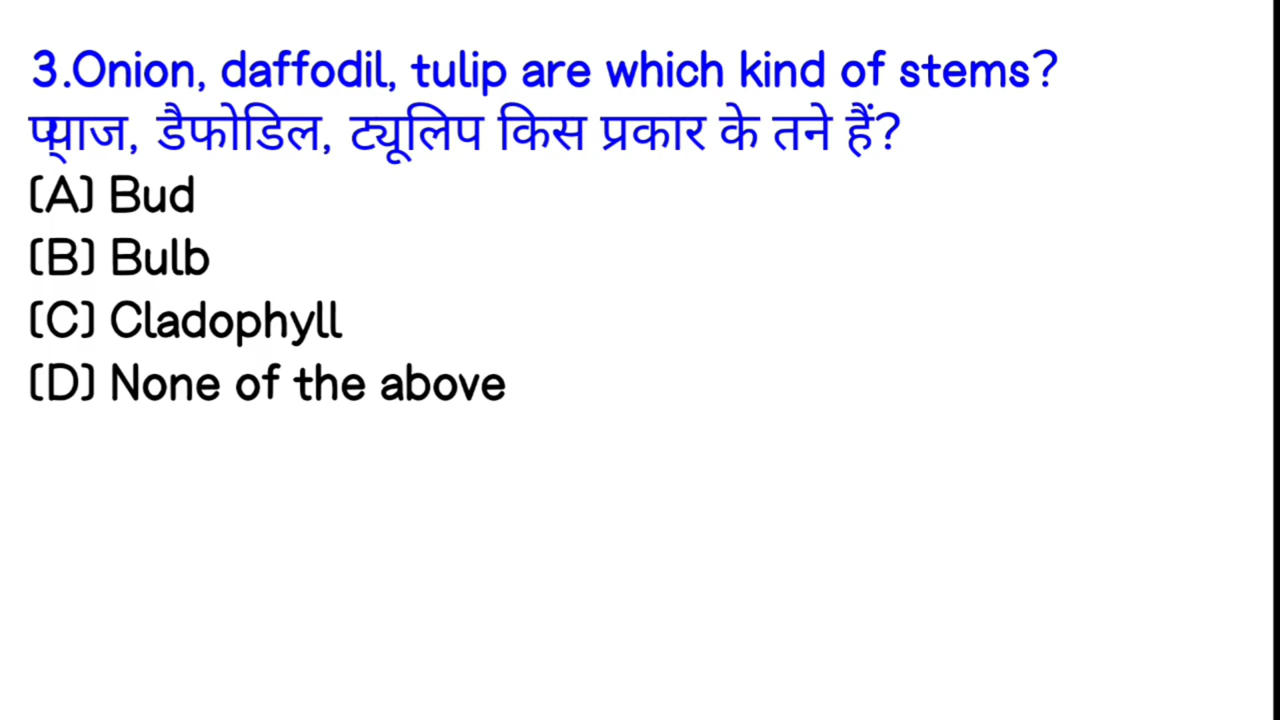 3.Onion, daffodil, tulip are which kind of stems?
प्याज, डैफोडिल, ट्यूलिप किस प्रकार के तने हैं?
(A) Bud
(B) Bulb
(C) Cladophyll
(D) None of the above